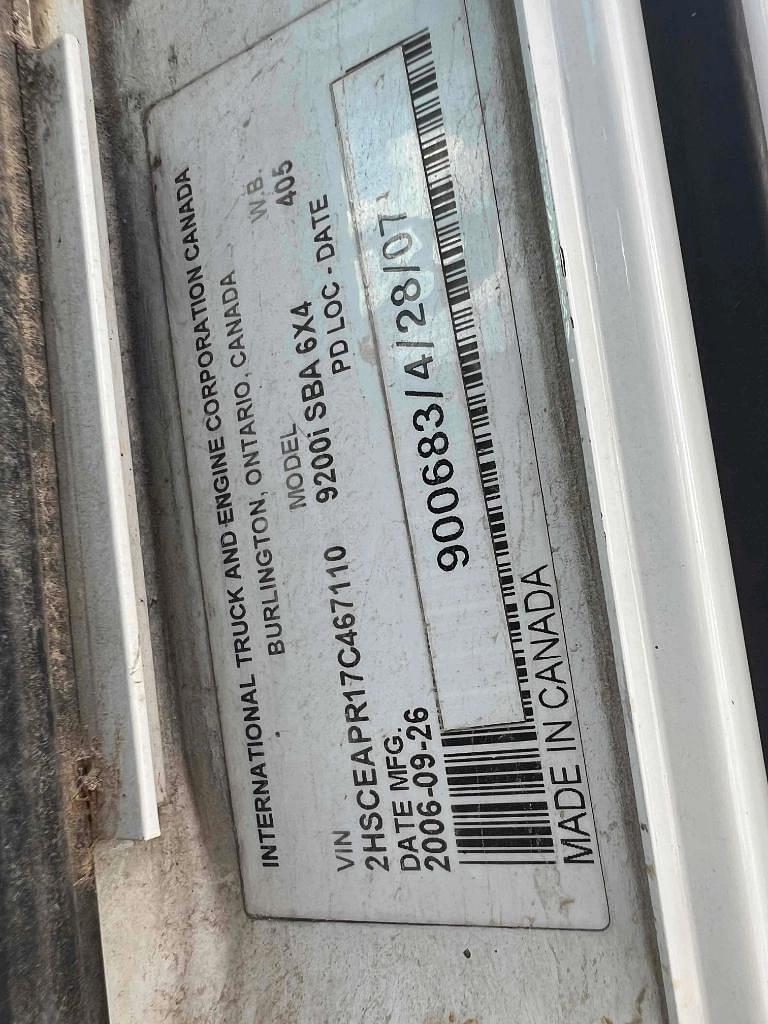 INTERNATIONAL TRUCK AND ENGINE CORPORATION CANADA
BURLINGTON, ONTARIO, CANADA
VIN MODEL W.B.
2HSCEAPR17C467110 9200i SBA 6X4 405
DATE MFG. PD LOC - DATE
2006-09-26
900683/4/28/07
MADE IN CANADA